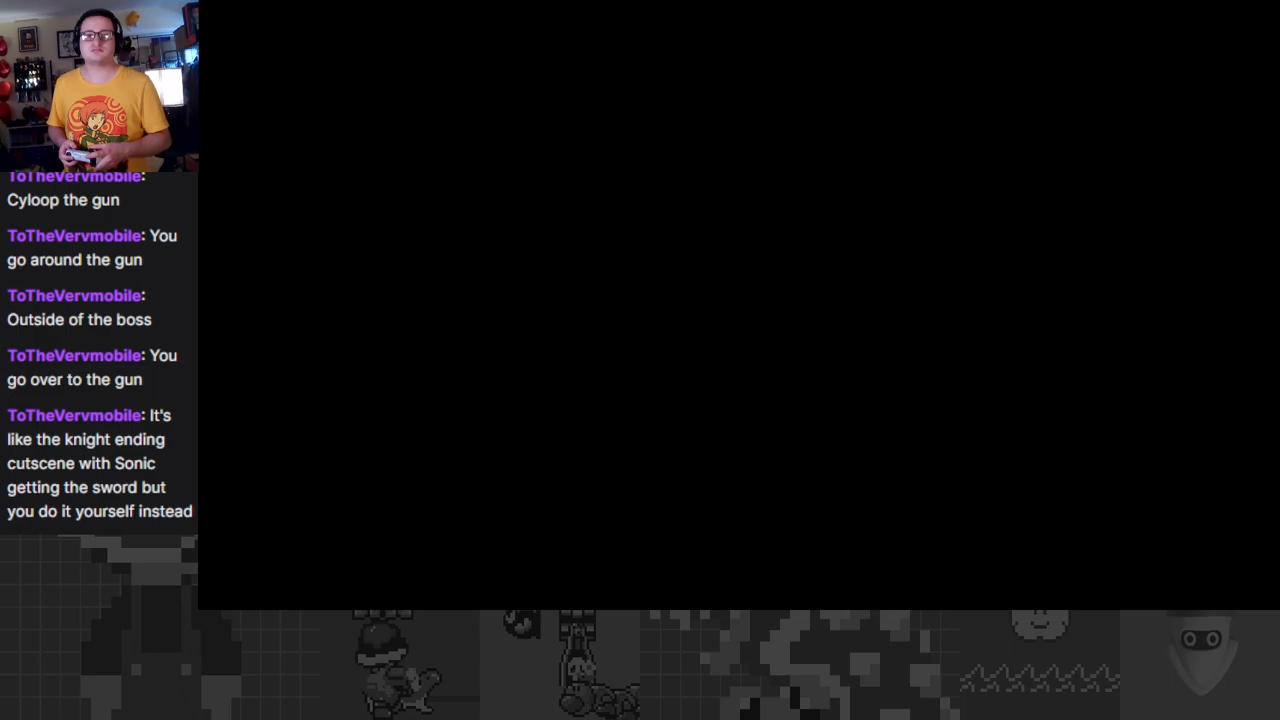 ToTheVervmobile:
Cyloop the gun
ToTheVervmobile: You
go around the gun
ToTheVervmobile:
Outside of the boss
ToTheVervmobile: You
go over to the gun
ToTheVervmobile: It's
like the knight ending
cutscene with Sonic
getting the sword but
you do it yourself instead